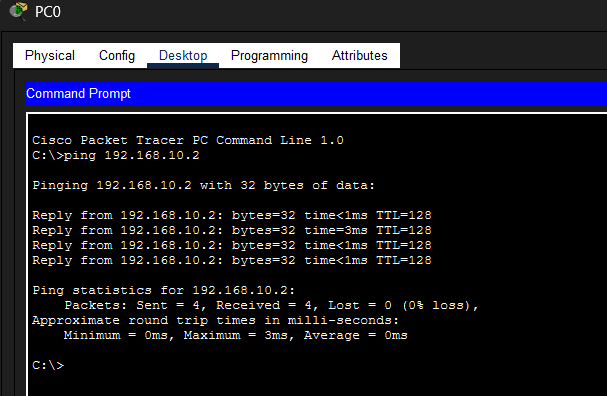 PC0
Physical Config Desktop Programming Attributes
Command Prompt
Cisco Packet Tracer PC Command Line 1.0
C:\>ping 192.168.10.2
Pinging 192.168.10.2 with 32 bytes of data:
Reply from 192.168.10.2: bytes=32 time<1ms TTL=128
Reply from 192.168.10.2: bytes=32 time=3ms TTL=128
Reply from 192.168.10.2: bytes=32 time<1ms TTL=128
Reply from 192.168.10.2: bytes=32 time<1ms TTL=128
Ping statistics for 192.168.10.2:
    Packets: Sent = 4, Received = 4, Lost = 0 (0% loss),
Approximate round trip times in milli-seconds:
    Minimum = 0ms, Maximum = 3ms, Average = 0ms
C:\>